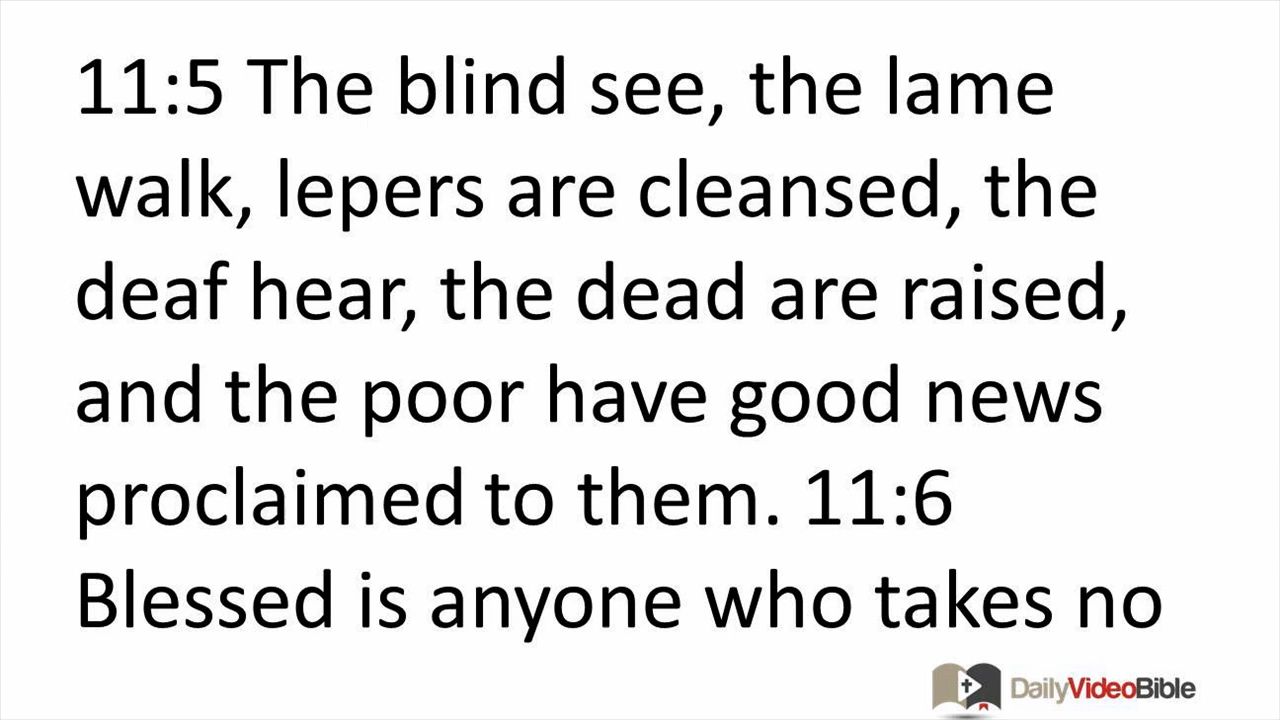 11:5 The blind see, the lame
walk, lepers are cleansed, the
deaf hear, the dead are raised,
and the poor have good news
proclaimed to them. 11:6
Blessed is anyone who takes no
DailyVideoBible